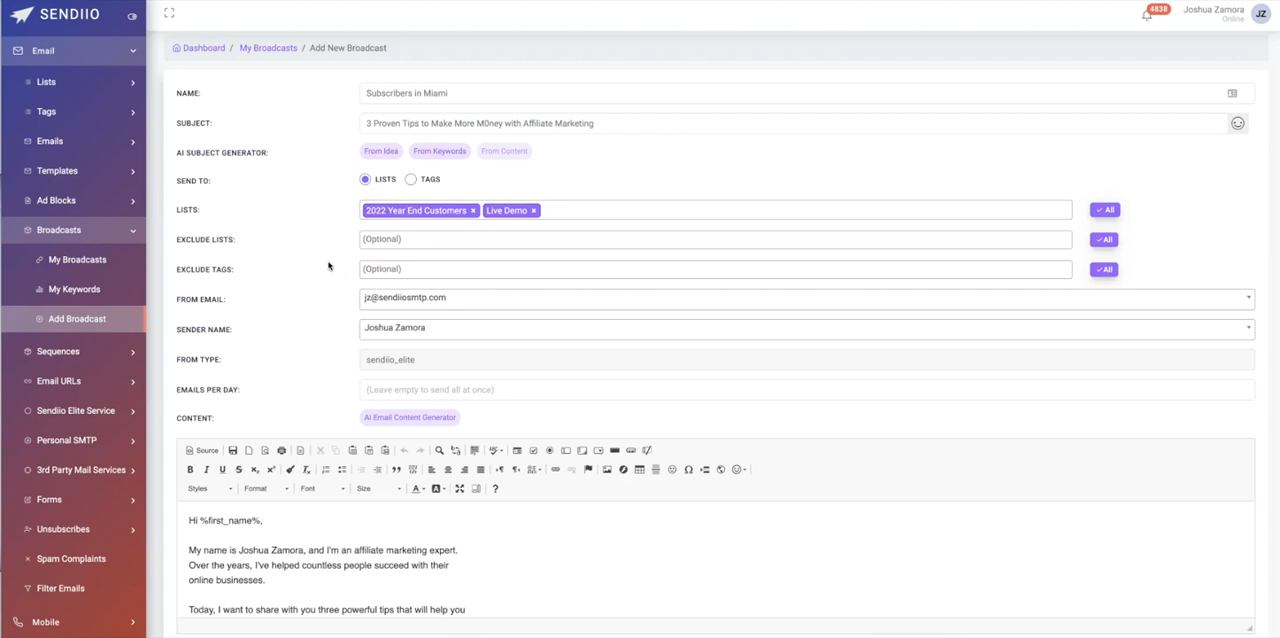 SENDIIO
4838
Joshua Zamora
Online
JZ
Email
Dashboard / My Broadcasts / Add New Broadcast
Lists
Tags
Emails
Templates
Ad Blocks
Broadcasts
My Broadcasts
My Keywords
Add Broadcast
Sequences
Email URLs
Sendiio Elite Service
Personal SMTP
3rd Party Mail Services
Forms
Unsubscribes
Spam Complaints
Filter Emails
Mobile
NAME: Subscribers in Miami
SUBJECT: 3 Proven Tips to Make More M0ney with Affiliate Marketing
AI SUBJECT GENERATOR: From Idea From Keywords From Content
SEND TO: LISTS TAGS
LISTS: 2022 Year End Customers × Live Demo × All
EXCLUDE LISTS: (Optional) All
EXCLUDE TAGS: (Optional) All
FROM EMAIL: jz@sendiiosmtp.com
SENDER NAME: Joshua Zamora
FROM TYPE: sendiio_elite
EMAILS PER DAY: (Leave empty to send all at once)
CONTENT: AI Email Content Generator
Source
B I U S x₂ x² Ix
Styles Format Font Size A A ?
Hi %first_name%,
My name is Joshua Zamora, and I'm an affiliate marketing expert.
Over the years, I've helped countless people succeed with their
online businesses.
Today, I want to share with you three powerful tips that will help you